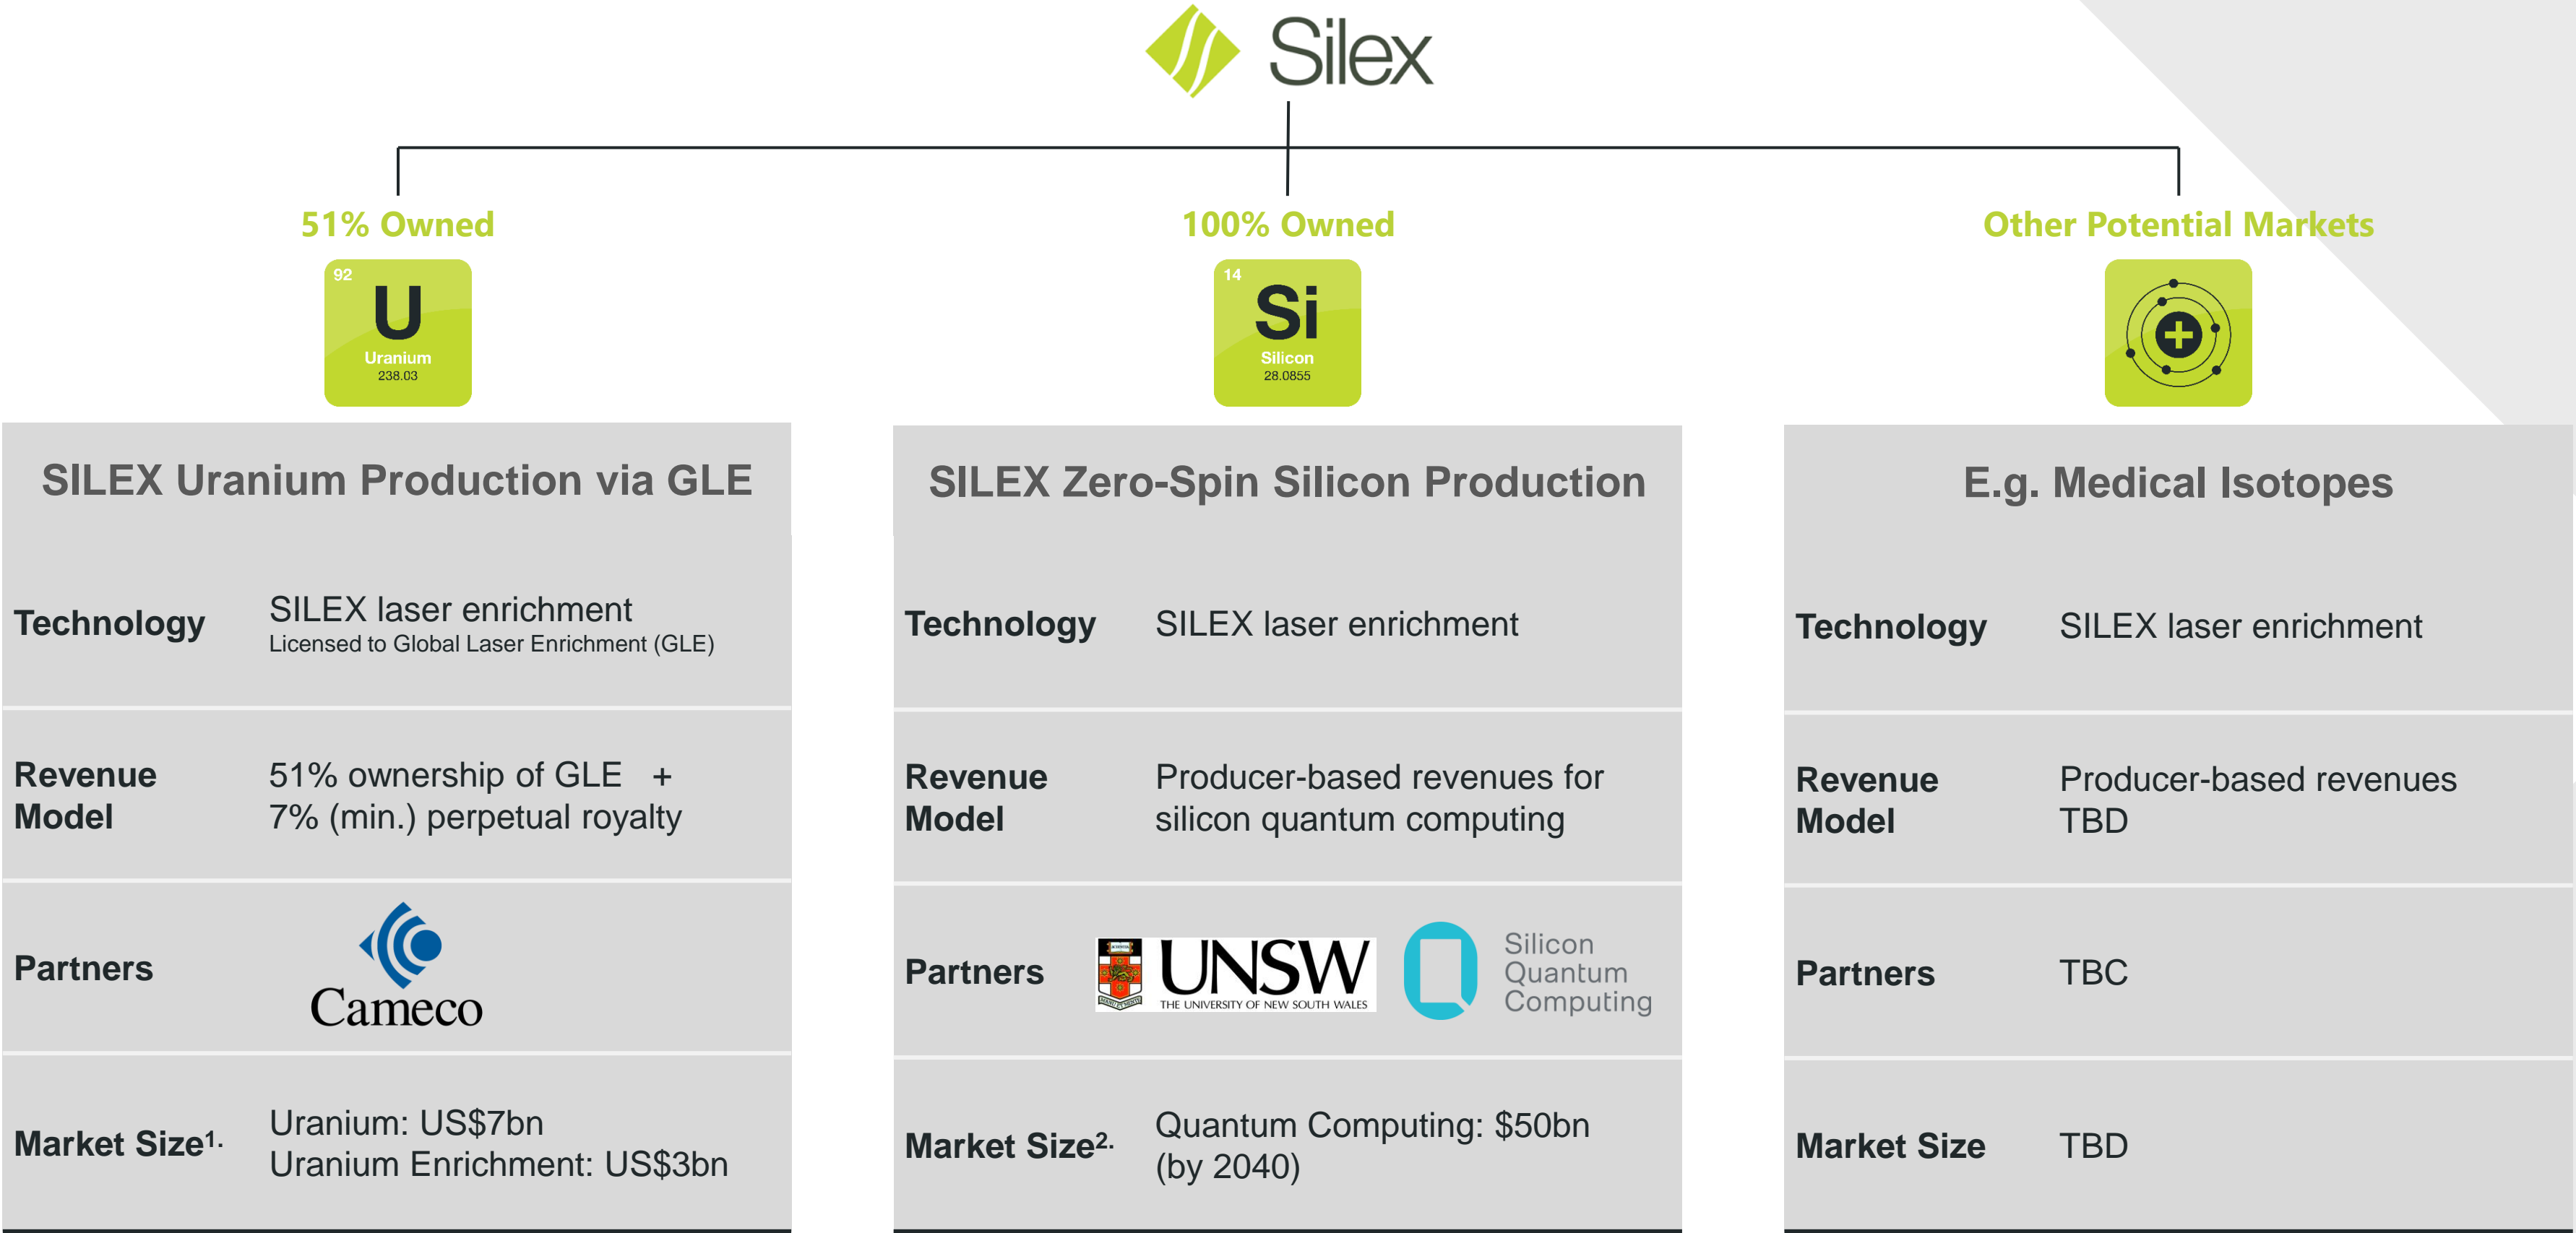 Silex
51% Owned
92
U
Uranium
238.03
SILEX Uranium Production via GLE
Technology
SILEX laser enrichment
Licensed to Global Laser Enrichment (GLE)
Revenue
Model
51% ownership of GLE +
7% (min.) perpetual royalty
Partners
Cameco
Market Size1.
Uranium: US$7bn
Uranium Enrichment: US$3bn
100% Owned
14
Si
Silicon
28.0855
SILEX Zero-Spin Silicon Production
Technology
SILEX laser enrichment
Revenue
Model
Producer-based revenues for
silicon quantum computing
Partners
UNSW
THE UNIVERSITY OF NEW SOUTH WALES
Silicon
Quantum
Computing
Market Size2.
Quantum Computing: $50bn
(by 2040)
Other Potential Markets
E.g. Medical Isotopes
Technology
SILEX laser enrichment
Revenue
Model
Producer-based revenues
TBD
Partners
TBC
Market Size
TBD